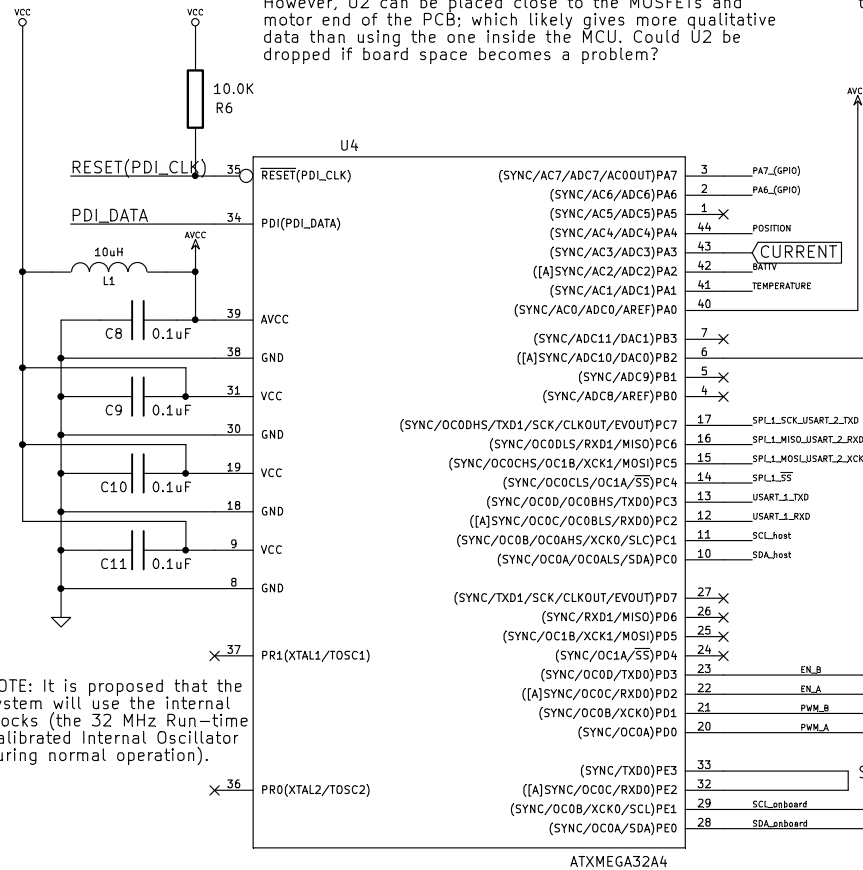 However, U2 can be placed close to the MOSFETs and
motor end of the PCB; which likely gives more qualitative
data than using the one inside the MCU. Could U2 be
dropped if board space becomes a problem?
VCC
VCC
10.0K
R6
AVC
U4
RESET(PDI_CLK)
35
RESET(PDI_CLK)
PDI_DATA
34
PDI(PDI_DATA)
AVCC
10uH
L1
39
AVCC
C8
0.1uF
38
GND
31
VCC
C9
0.1uF
30
GND
19
VCC
C10
0.1uF
18
GND
9
VCC
C11
0.1uF
8
GND
37
PR1(XTAL1/TOSC1)
OTE: It is proposed that the
ystem will use the internal
ocks (the 32 MHz Run-time
alibrated Internal Oscillator
uring normal operation).
36
PR0(XTAL2/TOSC2)
(SYNC/AC7/ADC7/AC0OUT)PA7
3
PA7_(GPIO)
(SYNC/AC6/ADC6)PA6
2
PA6_(GPIO)
(SYNC/AC5/ADC5)PA5
1
(SYNC/AC4/ADC4)PA4
44
POSITION
(SYNC/AC3/ADC3)PA3
43
CURRENT
([A]SYNC/AC2/ADC2)PA2
42
BATTV
(SYNC/AC1/ADC1)PA1
41
TEMPERATURE
(SYNC/AC0/ADC0/AREF)PA0
40
(SYNC/ADC11/DAC1)PB3
7
([A]SYNC/ADC10/DAC0)PB2
6
(SYNC/ADC9)PB1
5
(SYNC/ADC8/AREF)PB0
4
(SYNC/OC0DHS/TXD1/SCK/CLKOUT/EVOUT)PC7
17
SPI_1_SCK_USART_2_TXD
(SYNC/OC0DLS/RXD1/MISO)PC6
16
SPI_1_MISO_USART_2_RXD
(SYNC/OC0CHS/OC1B/XCK1/MOSI)PC5
15
SPI_1_MOSI_USART_2_XCK
(SYNC/OC0CLS/OC1A/SS)PC4
14
SPI_1_SS
(SYNC/OC0D/OC0BHS/TXD0)PC3
13
USART_1_TXD
([A]SYNC/OC0C/OC0BLS/RXD0)PC2
12
USART_1_RXD
(SYNC/OC0B/OC0AHS/XCK0/SLC)PC1
11
SCL_host
(SYNC/OC0A/OC0ALS/SDA)PC0
10
SDA_host
(SYNC/TXD1/SCK/CLKOUT/EVOUT)PD7
27
(SYNC/RXD1/MISO)PD6
26
(SYNC/OC1B/XCK1/MOSI)PD5
25
(SYNC/OC1A/SS)PD4
24
(SYNC/OC0D/TXD0)PD3
23
EN_B
([A]SYNC/OC0C/RXD0)PD2
22
EN_A
(SYNC/OC0B/XCK0)PD1
21
PWM_B
(SYNC/OC0A)PD0
20
PWM_A
(SYNC/TXD0)PE3
33
([A]SYNC/OC0C/RXD0)PE2
32
(SYNC/OC0B/XCK0/SCL)PE1
29
SCL_onboard
(SYNC/OC0A/SDA)PE0
28
SDA_onboard
ATXMEGA32A4